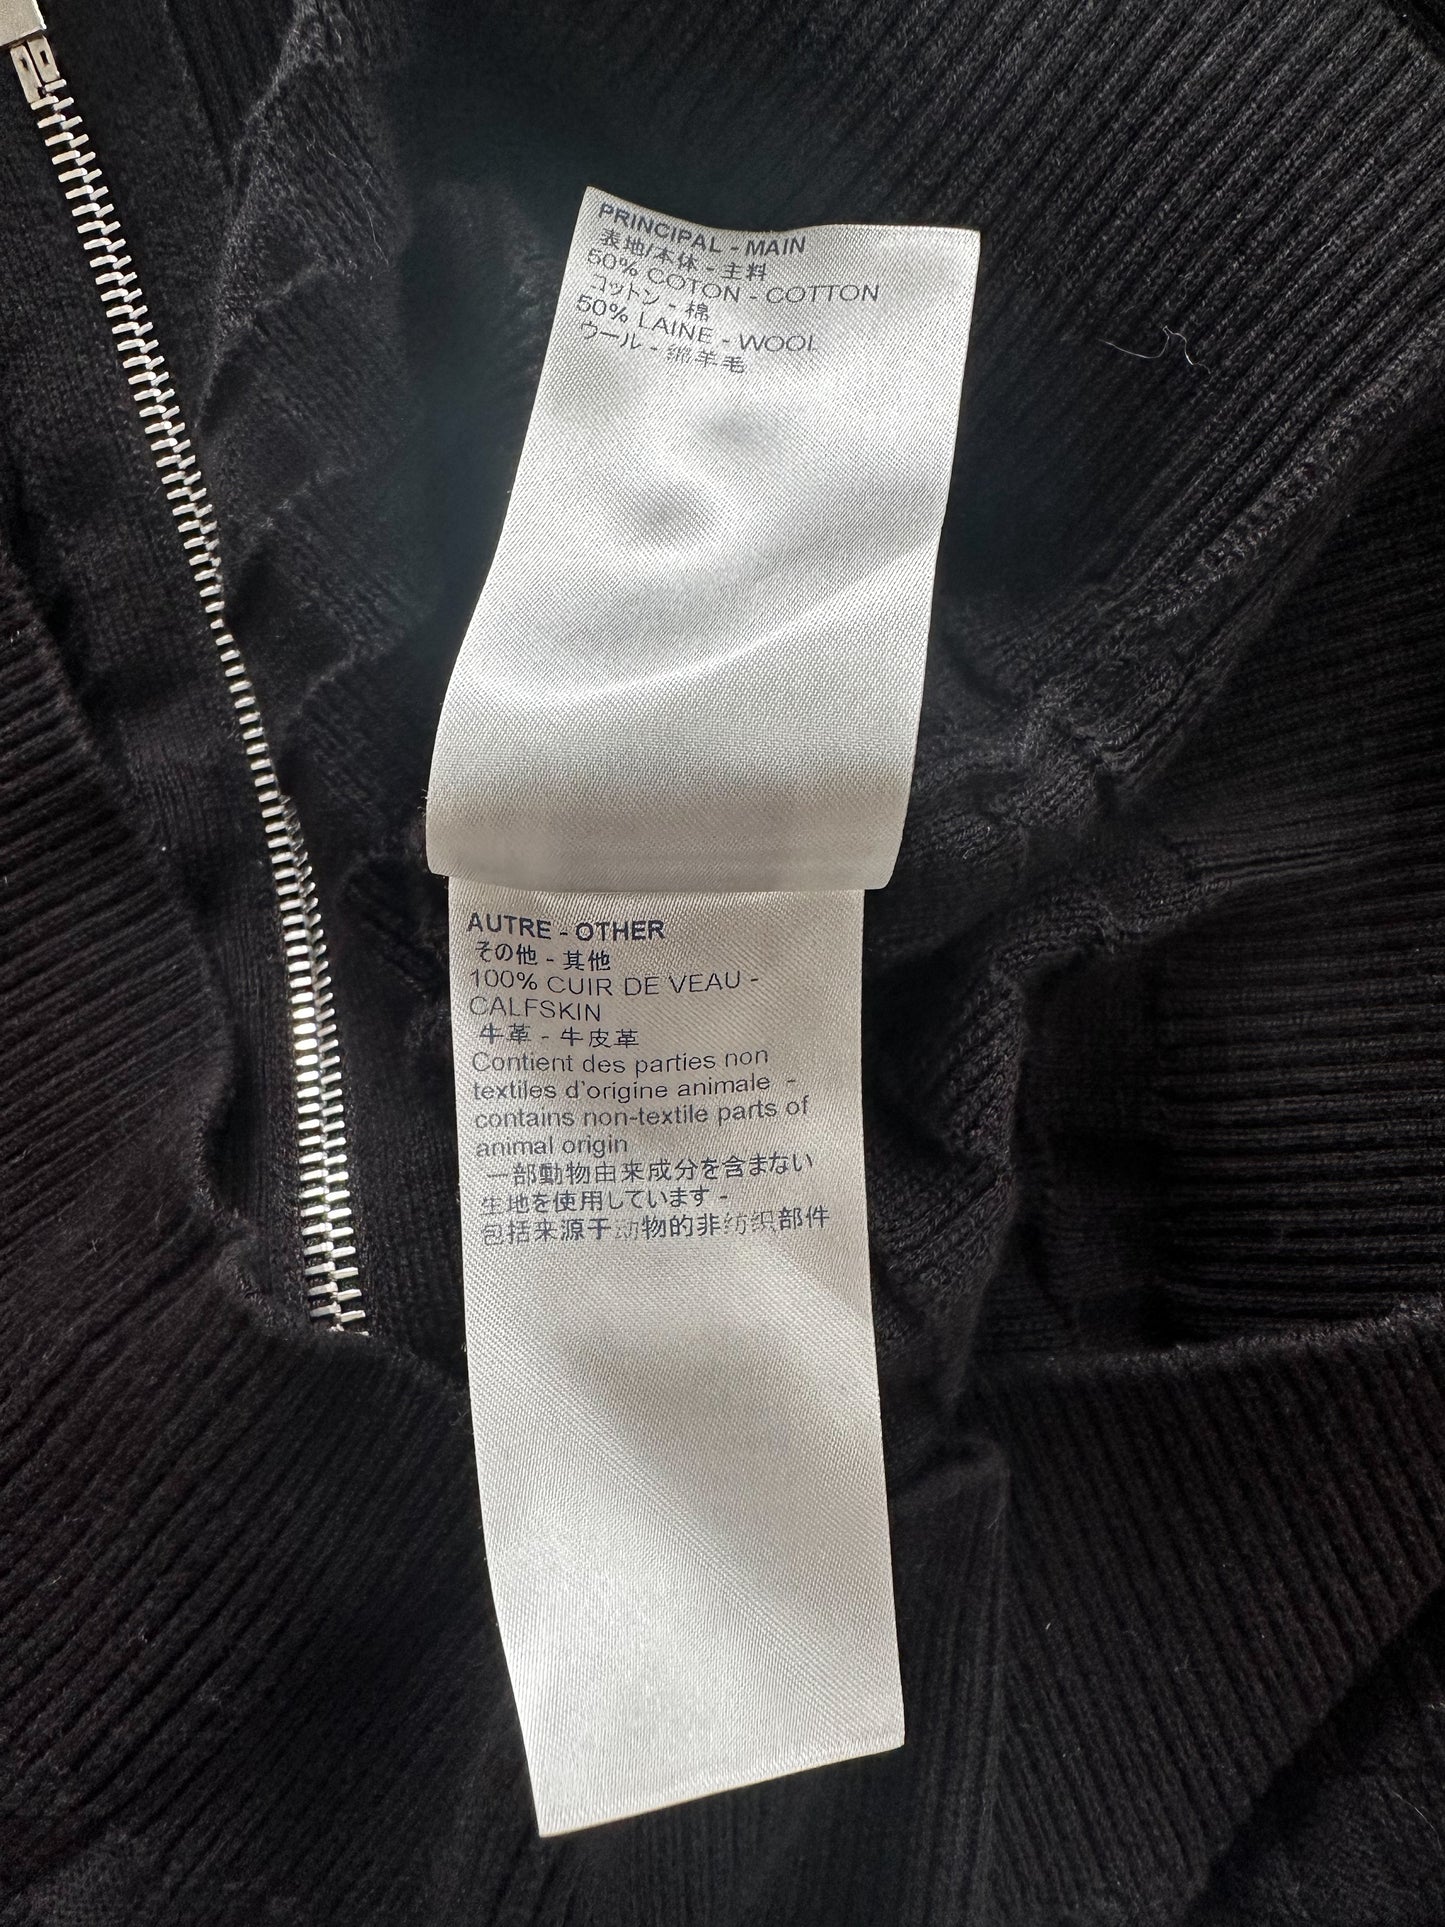 PRINCIPAL - MAIN
表地/本体 - 主料
50% COTON - COTTON
コットン - 棉
50% LAINE - WOOL
ウール - 绵羊毛
AUTRE - OTHER
その他 - 其他
100% CUIR DE VEAU -
CALFSKIN
牛革 - 牛皮革
Contient des parties non
textiles d'origine animale -
contains non-textile parts of
animal origin
一部動物由来成分を含まない
生地を使用しています -
包括来源于动物的非纺织部件